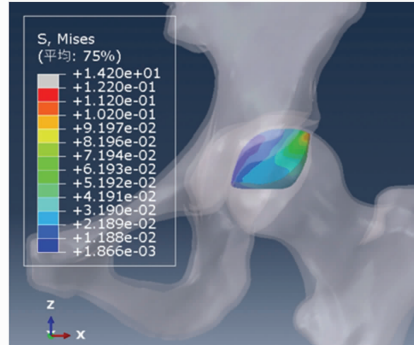 S, Mises
(平均: 75%)
+1.420e+01
+1.220e-01
+1.120e-01
+1.020e-01
+9.197e-02
+8.196e-02
+7.194e-02
+6.193e-02
+5.192e-02
+4.191e-02
+3.190e-02
+2.189e-02
+1.188e-02
+1.866e-03
Z
X